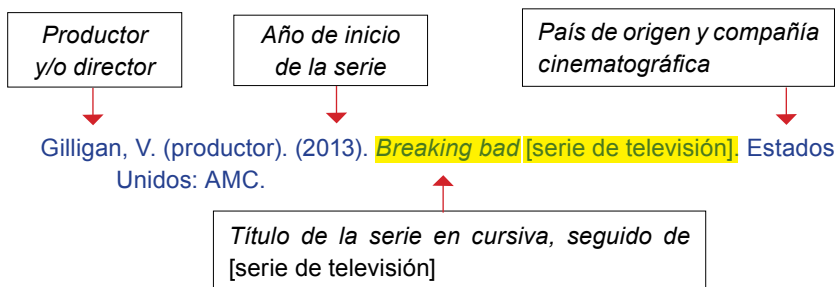 Productor
y/o director
Año de inicio
de la serie
País de origen y compañía
cinematográfica
Gilligan, V. (productor). (2013). Breaking bad [serie de televisión]. Estados
Unidos: AMC.
Título de la serie en cursiva, seguido de
[serie de televisión]